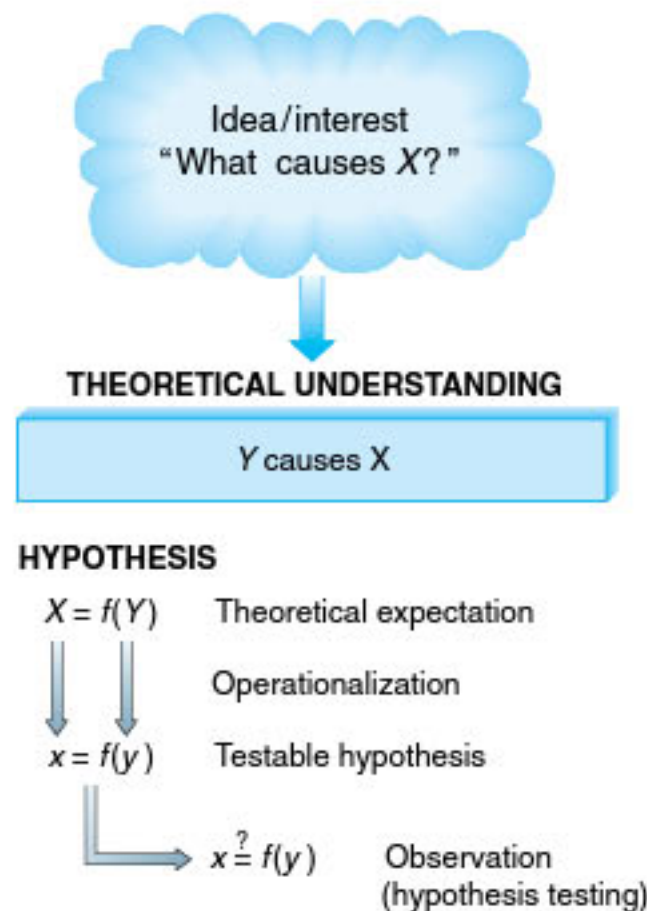 Idea/interest
"What causes X?"
THEORETICAL UNDERSTANDING
Y causes X
HYPOTHESIS
X = f(Y) Theoretical expectation
Operationalization
x = f(y) Testable hypothesis
x ?= f(y) Observation
(hypothesis testing)